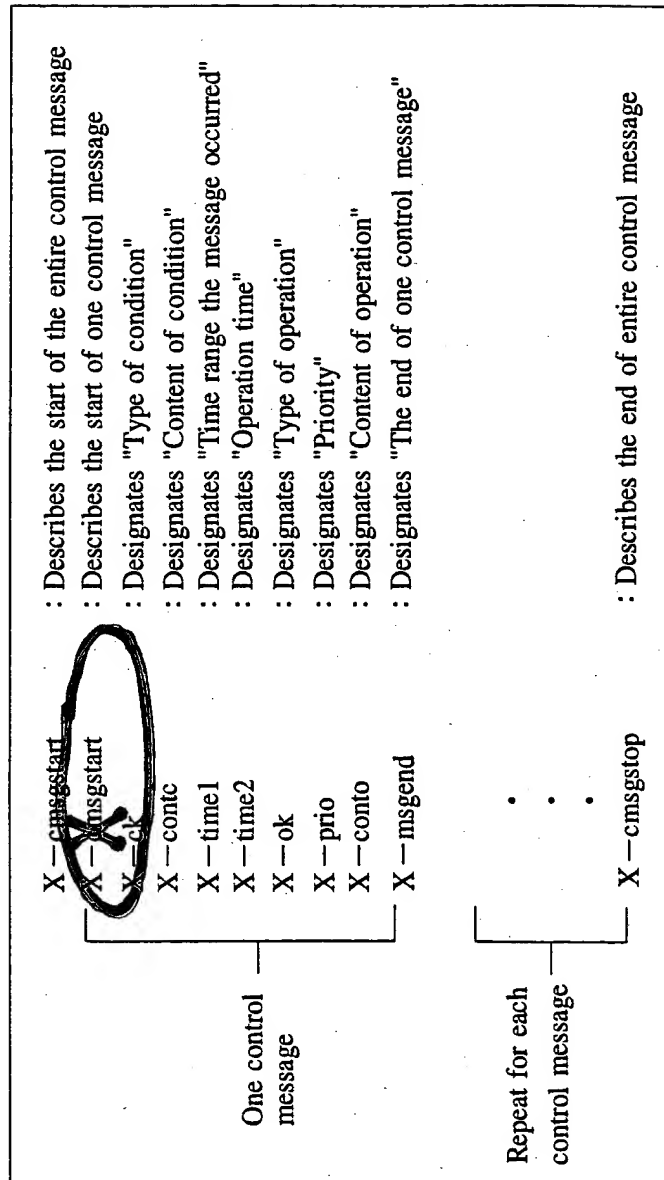 X—cmsgstart : Describes the start of the entire control message
X—msgstart : Describes the start of one control message
X—ck : Designates "Type of condition"
X—contc : Designates "Content of condition"
X—time1 : Designates "Time range the message occurred"
X—time2 : Designates "Operation time"
X—ok : Designates "Type of operation"
X—prio : Designates "Priority"
X—conto : Designates "Content of operation"
X—msgend : Designates "The end of one control message"
One control
message
Repeat for each
control message
X—cmsgstop : Describes the end of entire control message